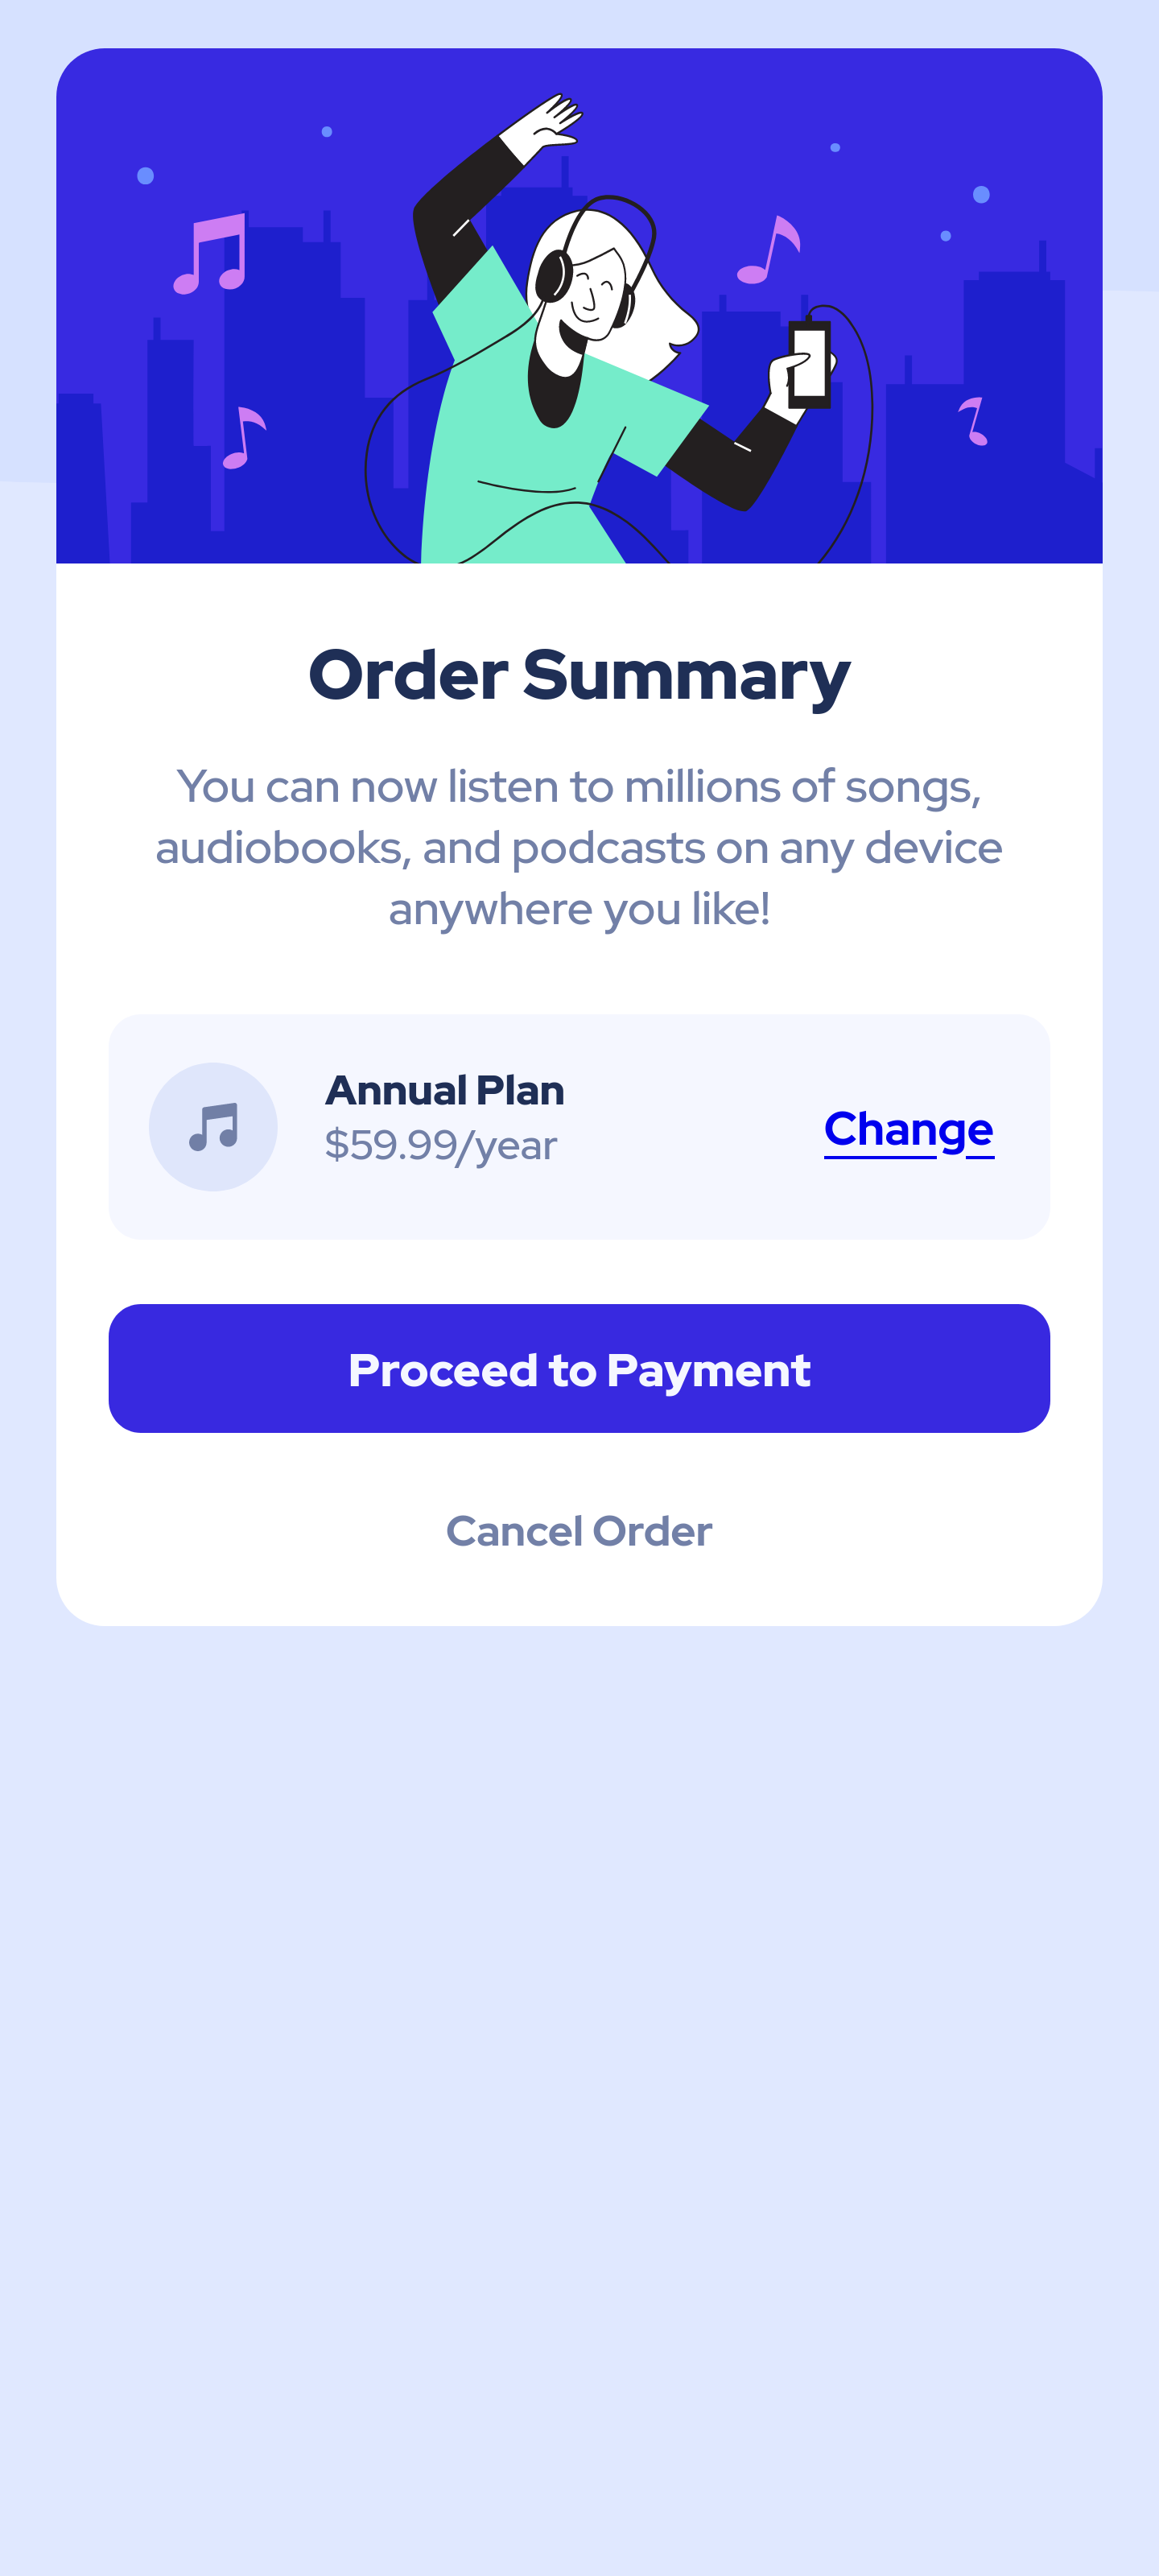 Order Summary
You can now listen to millions of songs,
audiobooks, and podcasts on any device
anywhere you like!
Annual Plan
$59.99/year
Change
Proceed to Payment
Cancel Order